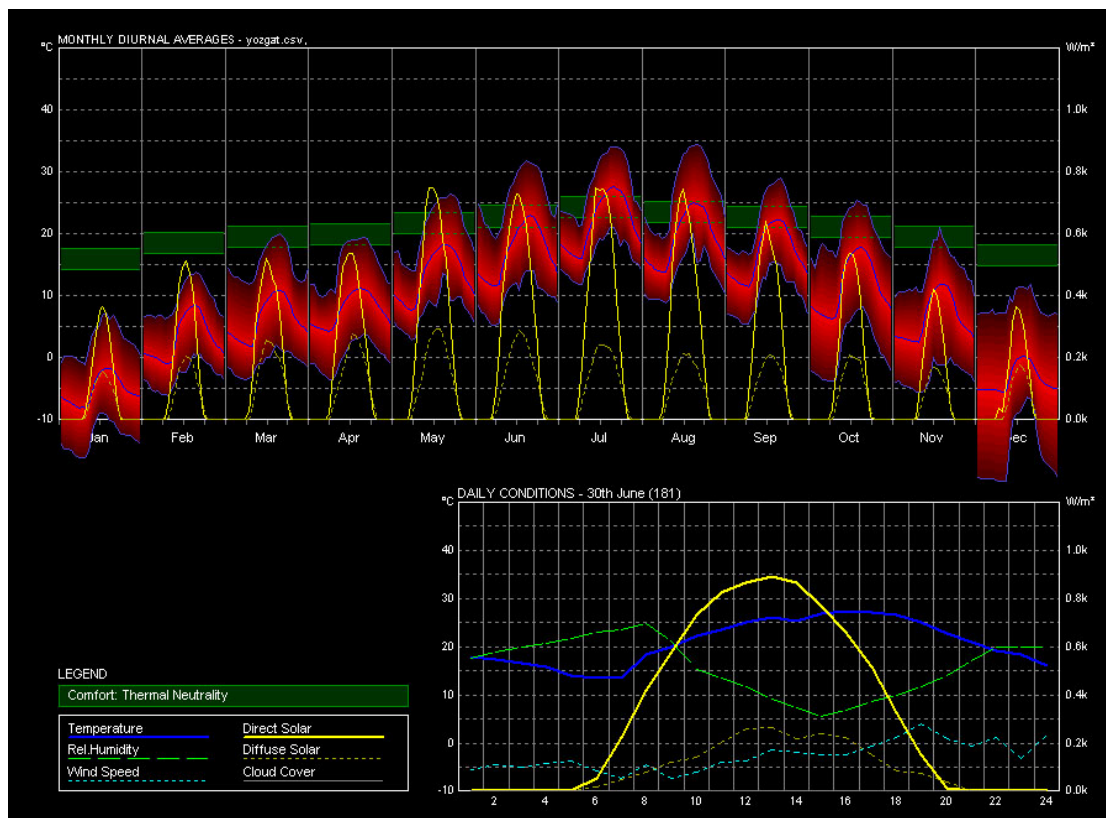 °C MONTHLY DIURNAL AVERAGES - yozgat.csv, W/m²
40 1.0k
30 0.8k
20 0.6k
10 0.4k
0 0.2k
-10 0.0k
Jan Feb Mar Apr May Jun Jul Aug Sep Oct Nov Dec
°C DAILY CONDITIONS - 30th June (181) W/m²
40 1.0k
30 0.8k
20 0.6k
10 0.4k
0 0.2k
-10 0.0k
2 4 6 8 10 12 14 16 18 20 22 24
LEGEND
Comfort: Thermal Neutrality
Temperature Direct Solar
Rel.Humidity Diffuse Solar
Wind Speed Cloud Cover